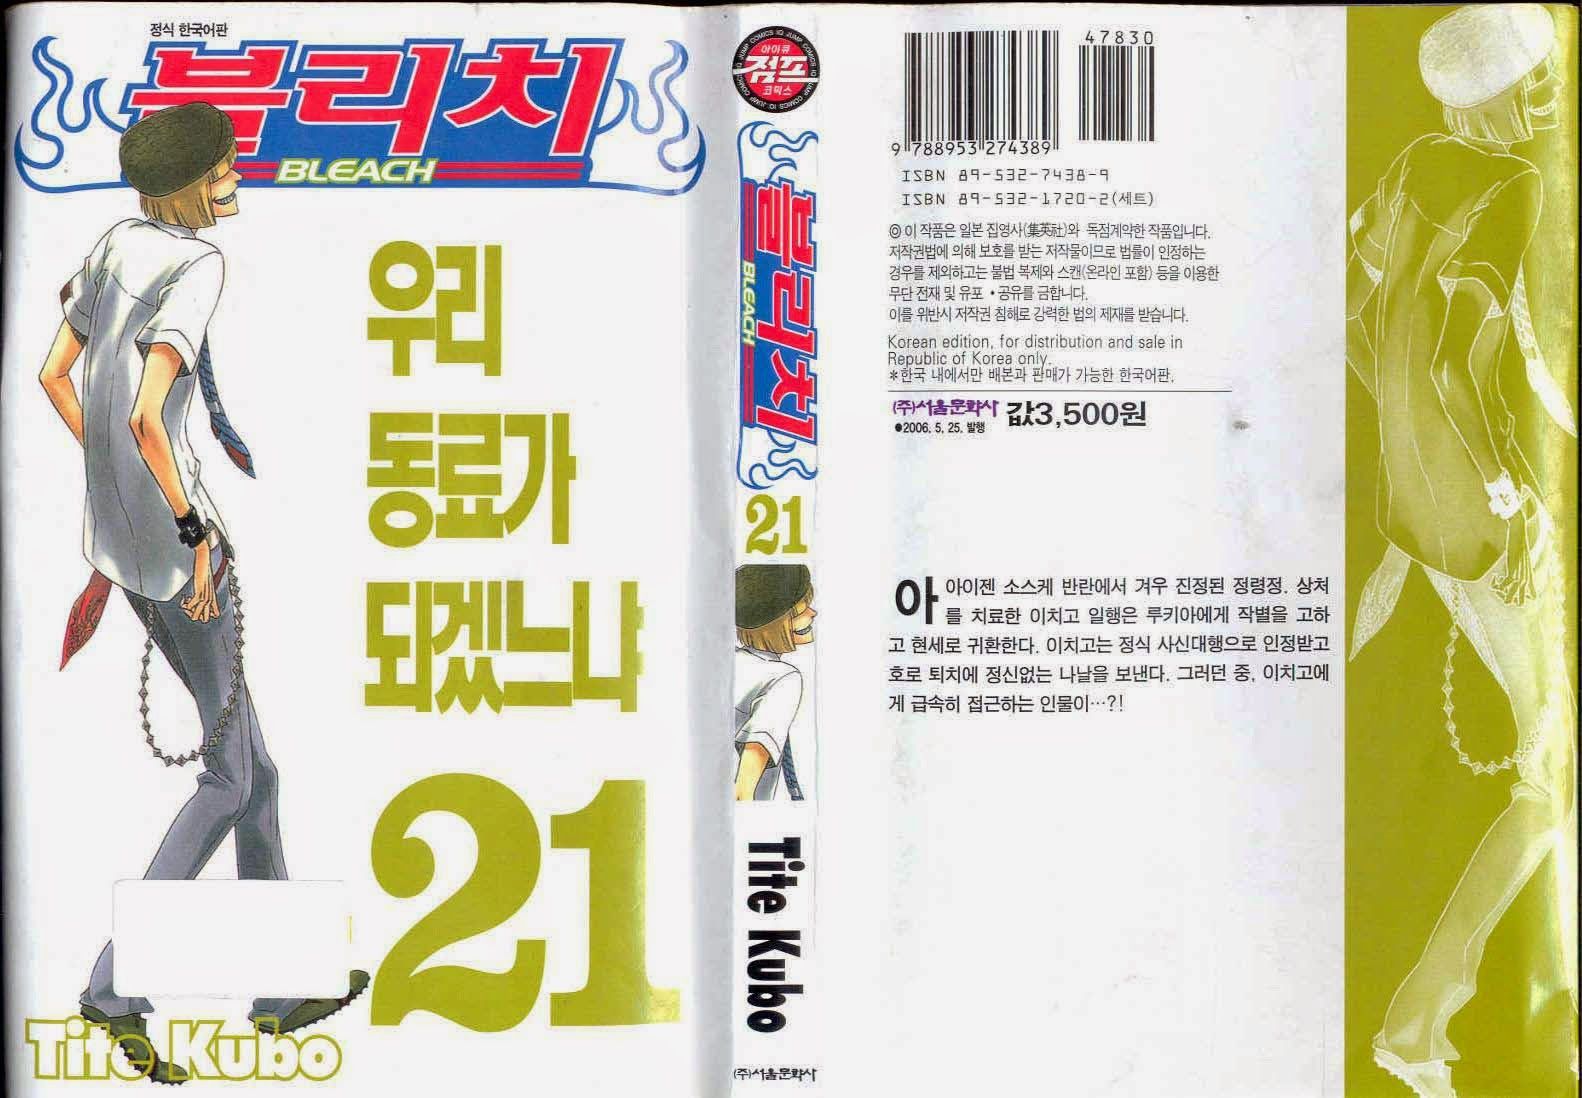 정식 한국어판
블리치
BLEACH
우리
동료가
되겠느냐
21
Tite Kubo
IQ JUMP COMICS IQ JUMP COMICS
아이큐
점프
코믹스
블리치
BLEACH
21
Tite Kubo
(주)서울문화사
47830
9 788953 274389
ISBN 89-532-7438-9
ISBN 89-532-1720-2(세트)
◎ 이 작품은 일본 집영사(集英社)와 독점계약한 작품입니다.
저작권법에 의해 보호를 받는 저작물이므로 법률이 인정하는
경우를 제외하고는 불법 복제와 스캔(온라인 포함) 등을 이용한
무단 전재 및 유포 • 공유를 금합니다.
이를 위반시 저작권 침해로 강력한 법의 제재를 받습니다.
Korean edition, for distribution and sale in
Republic of Korea only.
*한국 내에서만 배본과 판매가 가능한 한국어판.
(주)서울문화사 값3,500원
●2006. 5. 25. 발행
아 아이젠 소스케 반란에서 겨우 진정된 정령정. 상처
를 치료한 이치고 일행은 루키아에게 작별을 고하
고 현세로 귀환한다. 이치고는 정식 사신대행으로 인정받고
호로 퇴치에 정신없는 나날을 보낸다. 그러던 중, 이치고에
게 급속히 접근하는 인물이…?!